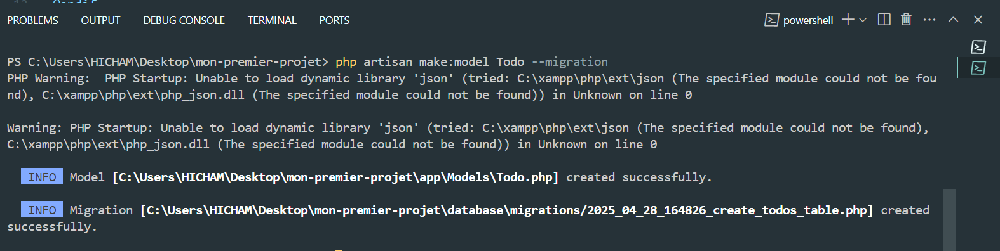 PROBLEMS OUTPUT DEBUG CONSOLE TERMINAL PORTS powershell
PS C:\Users\HICHAM\Desktop\mon-premier-projet> php artisan make:model Todo --migration
PHP Warning:  PHP Startup: Unable to load dynamic library 'json' (tried: C:\xampp\php\ext\json (The specified module could not be fou
nd), C:\xampp\php\ext\php_json.dll (The specified module could not be found)) in Unknown on line 0
Warning: PHP Startup: Unable to load dynamic library 'json' (tried: C:\xampp\php\ext\json (The specified module could not be found),
C:\xampp\php\ext\php_json.dll (The specified module could not be found)) in Unknown on line 0
INFO Model [C:\Users\HICHAM\Desktop\mon-premier-projet\app\Models\Todo.php] created successfully.
INFO Migration [C:\Users\HICHAM\Desktop\mon-premier-projet\database\migrations/2025_04_28_164826_create_todos_table.php] created
successfully.